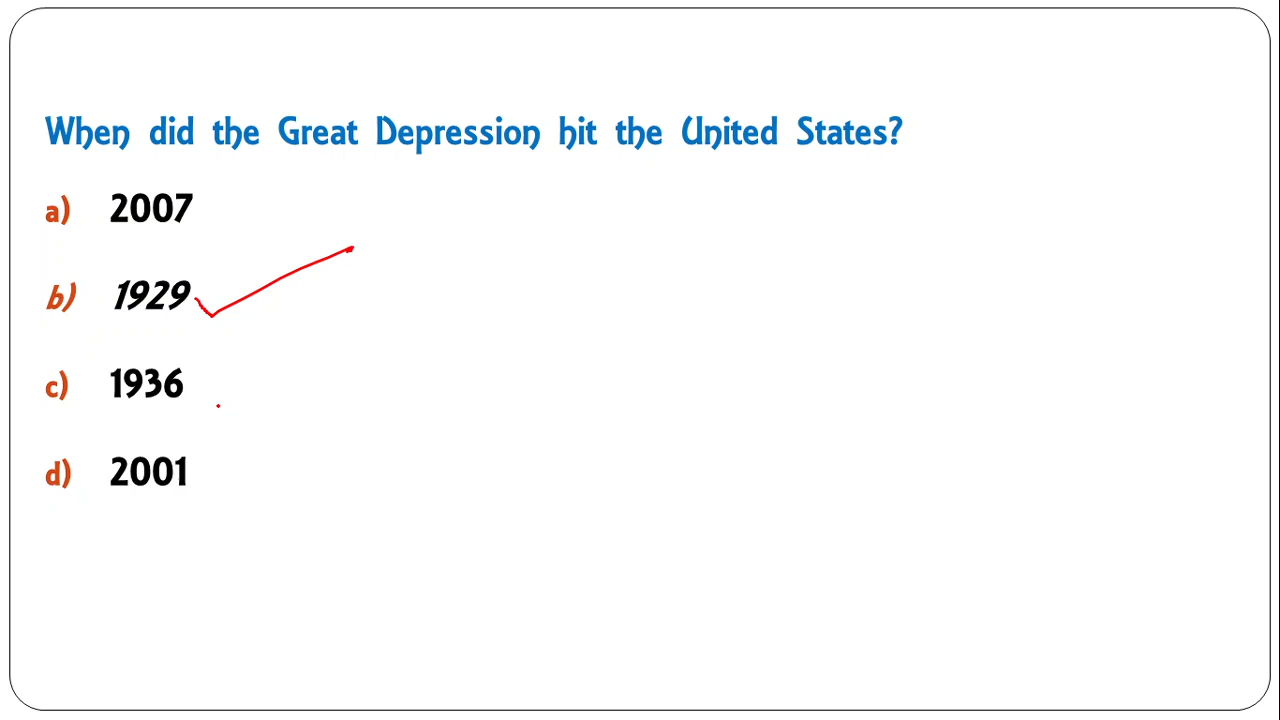 When did the Great Depression hit the United States?
a) 2007
b) 1929
c) 1936
d) 2001